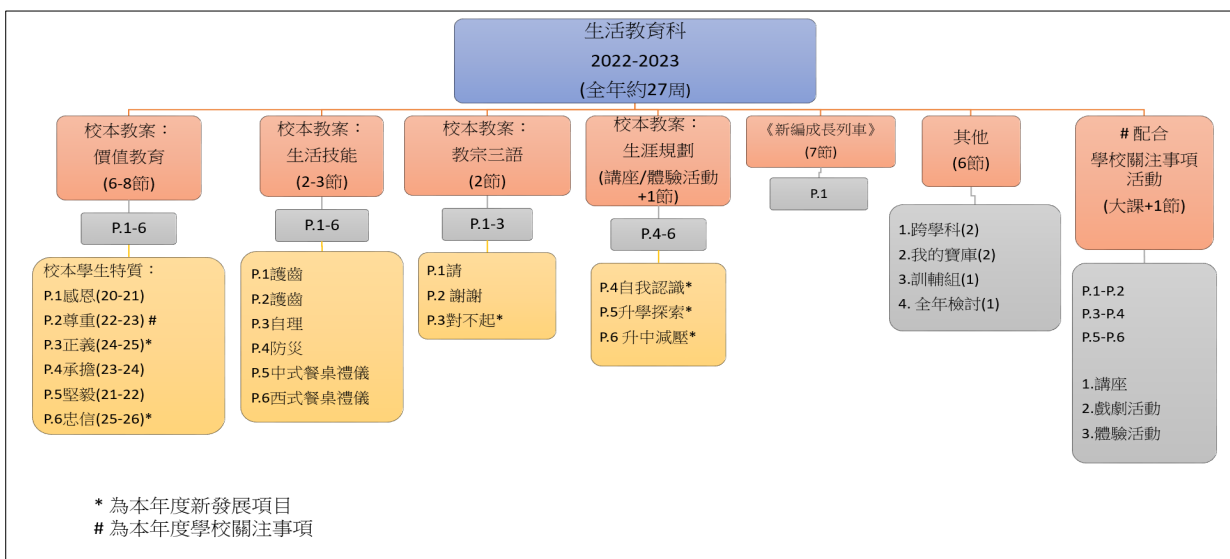 生活教育科
2022-2023
(全年約27周)
校本教案：
價值教育
(6-8節)
P.1-6
校本學生特質：
P.1感恩(20-21)
P.2尊重(22-23) #
P.3正義(24-25)*
P.4承擔(23-24)
P.5堅毅(21-22)
P.6忠信(25-26)*
校本教案：
生活技能
(2-3節)
P.1-6
P.1護齒
P.2護齒
P.3自理
P.4防災
P.5中式餐桌禮儀
P.6西式餐桌禮儀
校本教案：
教宗三語
(2節)
P.1-3
P.1請
P.2 謝謝
P.3對不起*
校本教案：
生涯規劃
(講座/體驗活動
+1節)
P.4-6
P.4自我認識*
P.5升學探索*
P.6 升中減壓*
《新編成長列車》
(7節)
P.1
其他
(6節)
1.跨學科(2)
2.我的寶庫(2)
3.訓輔組(1)
4. 全年檢討(1)
# 配合
學校關注事項
活動
(大課+1節)
P.1-P.2
P.3-P.4
P.5-P.6
1.講座
2.戲劇活動
3.體驗活動
* 為本年度新發展項目
# 為本年度學校關注事項